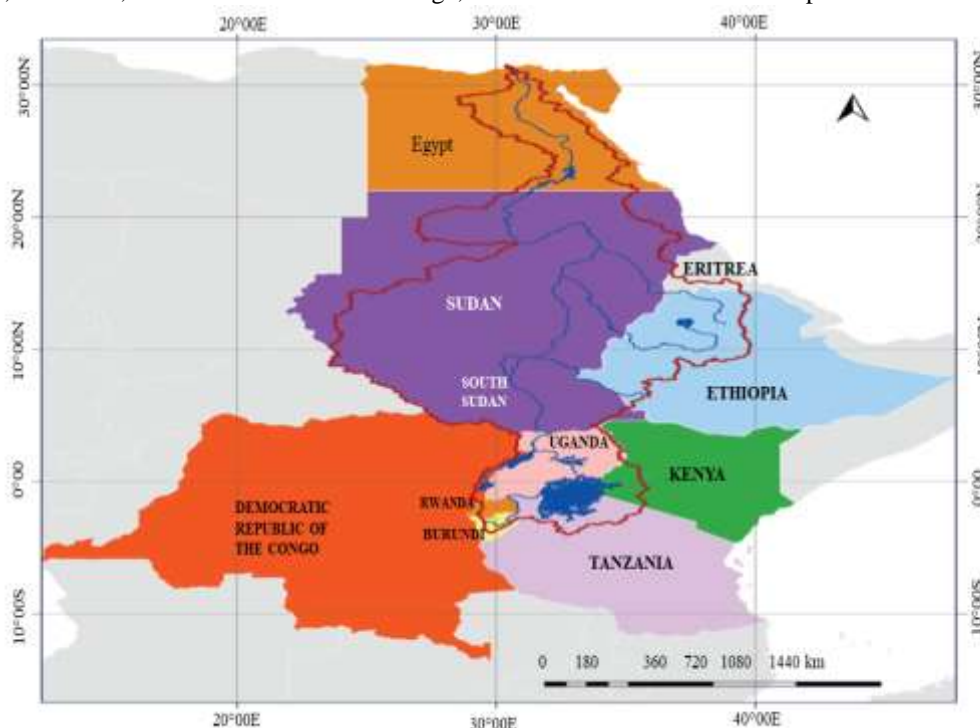 20°00E 30°00E 40°00E
30°00N
Egypt
20°00N
ERITREA
SUDAN
10°00N
SOUTH
SUDAN
ETHIOPIA
UGANDA
KENYA
0°00
RWANDA
DEMOCRATIC
REPUBLIC OF
THE CONGO
BURUNDI
TANZANIA
10°00S
0 180 360 720 1080 1440 km
20°00E 30°00E 40°00E